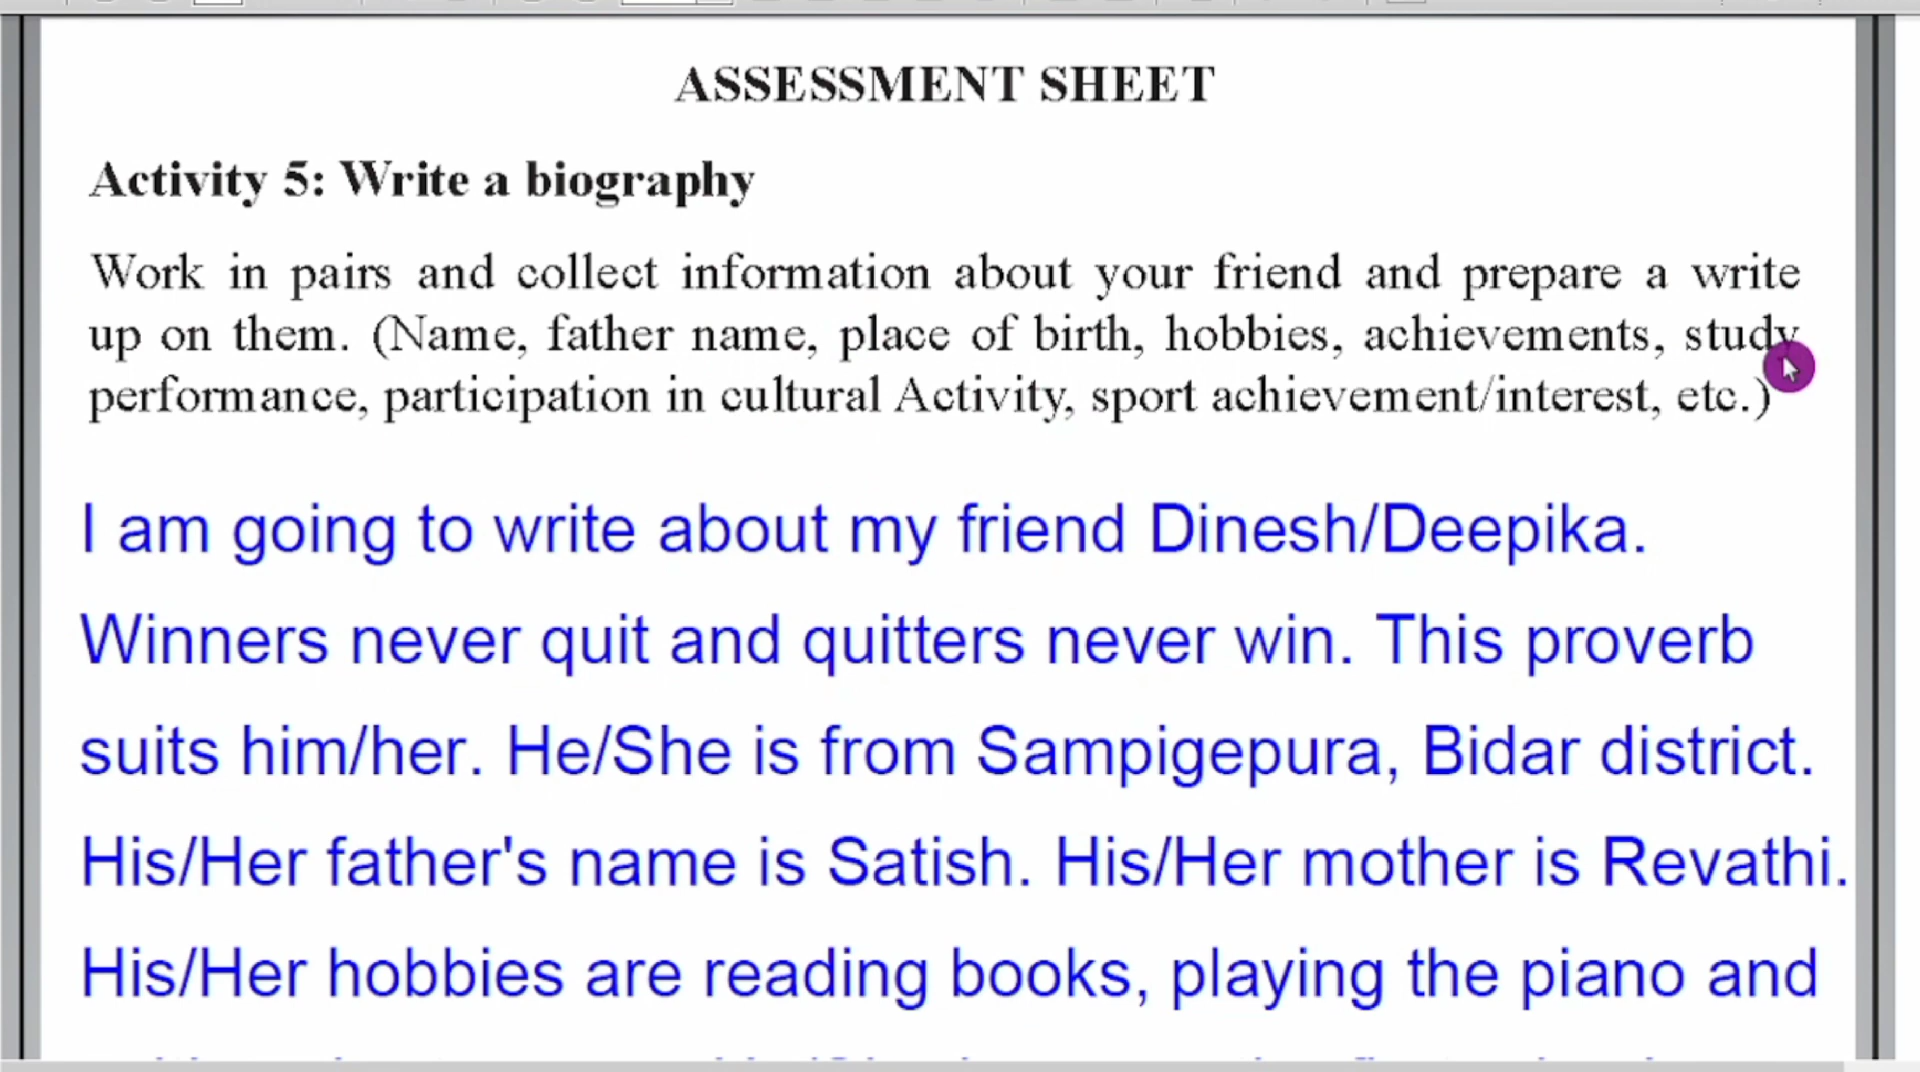 ASSESSMENT SHEET
Activity 5: Write a biography
Work in pairs and collect information about your friend and prepare a write
up on them. (Name, father name, place of birth, hobbies, achievements, study
performance, participation in cultural Activity, sport achievement/interest, etc.)
I am going to write about my friend Dinesh/Deepika.
Winners never quit and quitters never win. This proverb
suits him/her. He/She is from Sampigepura, Bidar district.
His/Her father's name is Satish. His/Her mother is Revathi.
His/Her hobbies are reading books, playing the piano and